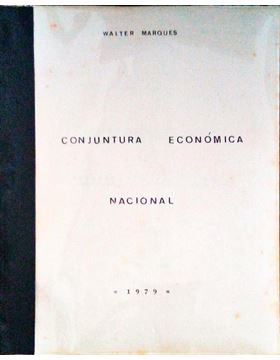 WALTER MARQUES
CONJUNTURA ECONÓMICA
NACIONAL
" 1979 "